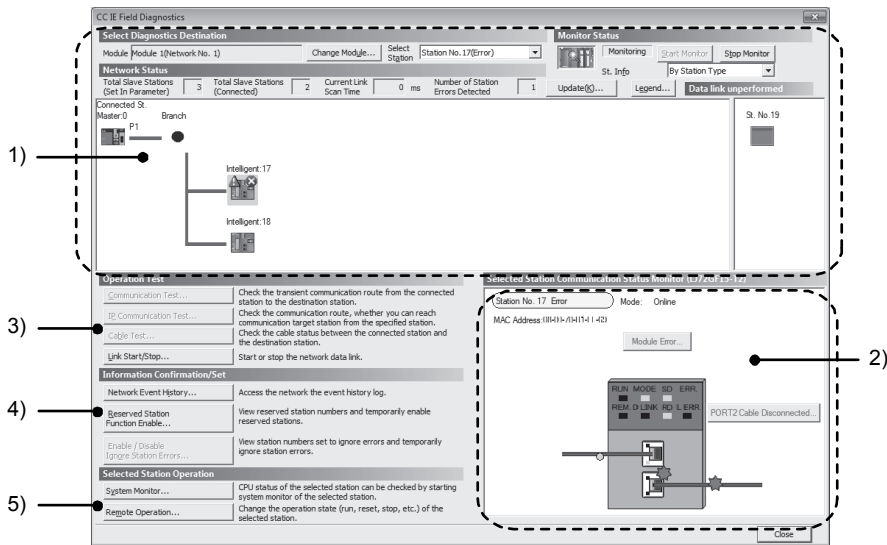 CC IE Field Diagnostics
Select Diagnostics Destination
Monitor Status
Module Module 1(Network No. 1)
Change Module...
Select Station
Station No.17(Error)
Monitoring
Start Monitor
Stop Monitor
St. Info
By Station Type
Network Status
Total Slave Stations (Set In Parameter)
3
Total Slave Stations (Connected)
2
Current Link Scan Time
0 ms
Number of Station Errors Detected
1
Update(K)...
Legend...
Data link unperformed
Connected St.
Master:0
Branch
P1
Intelligent:17
Intelligent:18
St. No.19
1)
Operation Test
Communication Test...
Check the transient communication route from the connected
station to the destination station.
IP Communication Test...
Check the communication route, whether you can reach
communication target station from the specified station.
Cable Test...
Check the cable status between the connected station and
the destination station.
Link Start/Stop...
Start or stop the network data link.
3)
Information Confirmation/Set
Network Event History...
Access the network the event history log.
Reserved Station
Function Enable...
View reserved station numbers and temporarily enable
reserved stations.
Enable / Disable
Ignore Station Errors...
View station numbers set to ignore errors and temporarily
ignore station errors.
4)
Selected Station Operation
System Monitor...
CPU status of the selected station can be checked by starting
system monitor of the selected station.
Remote Operation...
Change the operation state (run, reset, stop, etc.) of the
selected station.
5)
Selected Station Communication Status Monitor (LJ72GF15-T2)
Station No. 17 Error
Mode: Online
MAC Address:
Module Error...
2)
RUN MODE SD ERR.
REM D LINK RD L ERR
PORT2 Cable Disconnected...
Close